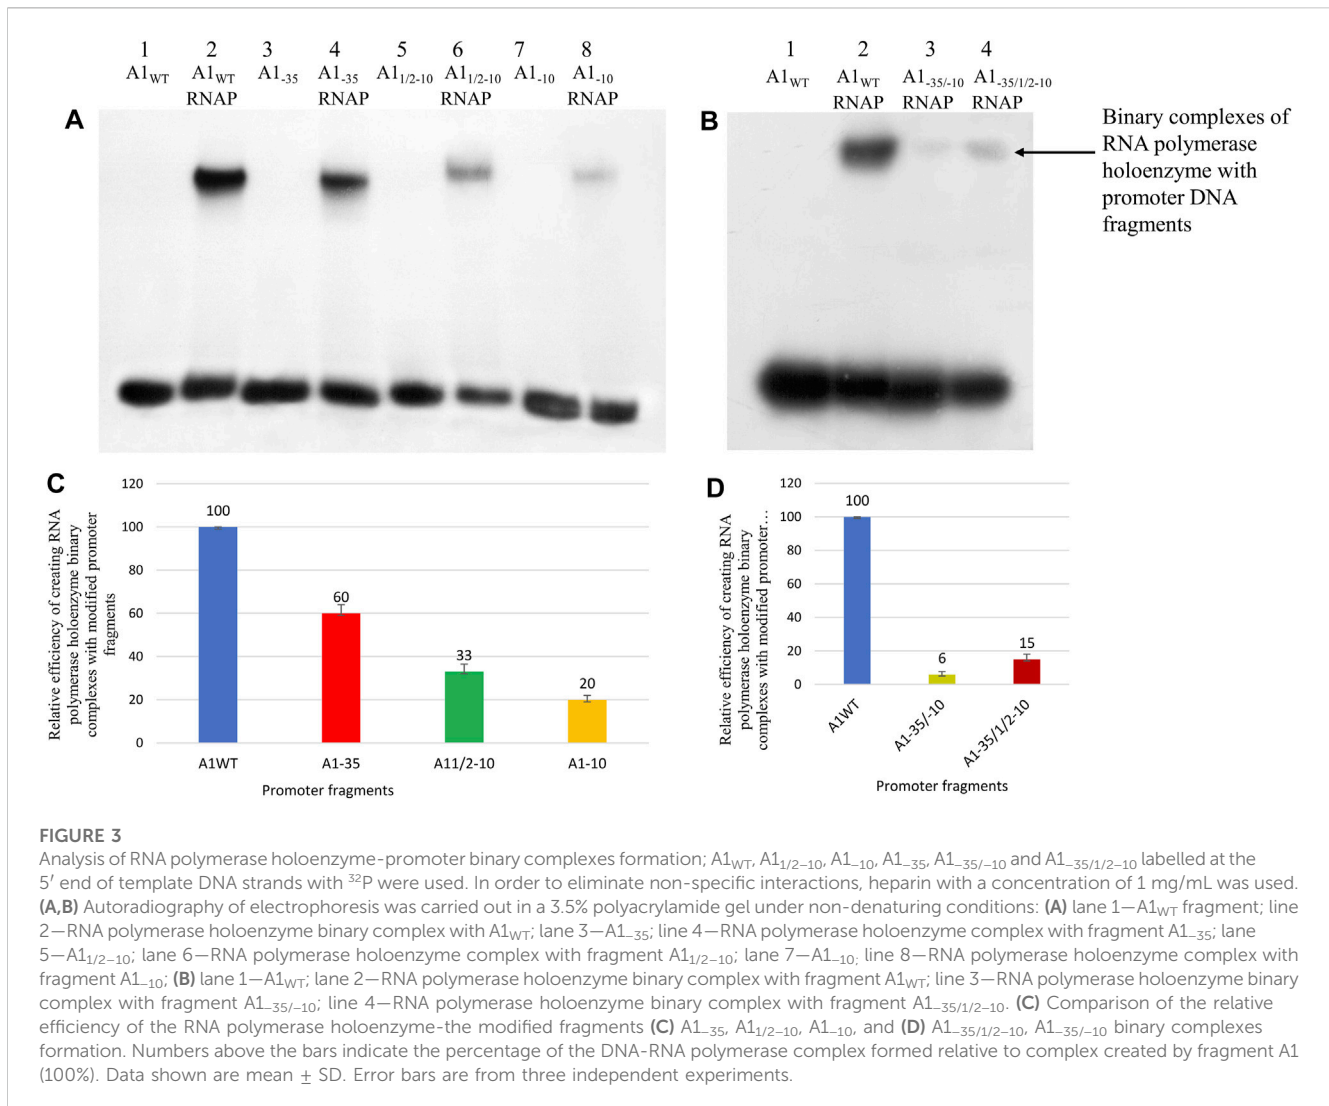 1 2 3 4 5 6 7 8
A1WT A1WT A1-35 A1-35 A11/2-10 A11/2-10 A1-10 A1-10
RNAP RNAP RNAP RNAP
A
1 2 3 4
A1WT A1WT A1-35/-10 A1-35/1/2-10
RNAP RNAP RNAP
B
Binary complexes of
RNA polymerase
holoenzyme with
promoter DNA
fragments
C
Relative efficiency of creating RNA
polymerase holoenzyme binary
complexes with modified promoter
fragments
120
100
80
60
40
20
0
100
60
33
20
A1WT A1-35 A11/2-10 A1-10
Promoter fragments
D
Relative efficiency of creating RNA
polymerase holoenzyme binary
complexes with modified promoter…
120
100
80
60
40
20
0
100
6
15
A1WT A1-35/-10 A1-35/1/2-10
Promoter fragments
FIGURE 3
Analysis of RNA polymerase holoenzyme-promoter binary complexes formation; A1WT, A11/2–10, A1–10, A1–35, A1–35/–10 and A1–35/1/2–10 labelled at the
5′ end of template DNA strands with 32P were used. In order to eliminate non-specific interactions, heparin with a concentration of 1 mg/mL was used.
(A,B) Autoradiography of electrophoresis was carried out in a 3.5% polyacrylamide gel under non-denaturing conditions: (A) lane 1—A1WT fragment; line
2—RNA polymerase holoenzyme binary complex with A1WT; lane 3—A1–35; line 4—RNA polymerase holoenzyme complex with fragment A1–35; lane
5—A11/2–10; lane 6—RNA polymerase holoenzyme complex with fragment A11/2–10; lane 7—A1–10; line 8—RNA polymerase holoenzyme complex with
fragment A1–10; (B) lane 1—A1WT; lane 2—RNA polymerase holoenzyme binary complex with fragment A1WT; line 3—RNA polymerase holoenzyme binary
complex with fragment A1–35/–10; line 4—RNA polymerase holoenzyme binary complex with fragment A1–35/1/2–10. (C) Comparison of the relative
efficiency of the RNA polymerase holoenzyme-the modified fragments (C) A1–35, A11/2–10, A1–10, and (D) A1–35/1/2–10, A1–35/–10 binary complexes
formation. Numbers above the bars indicate the percentage of the DNA-RNA polymerase complex formed relative to complex created by fragment A1
(100%). Data shown are mean ± SD. Error bars are from three independent experiments.